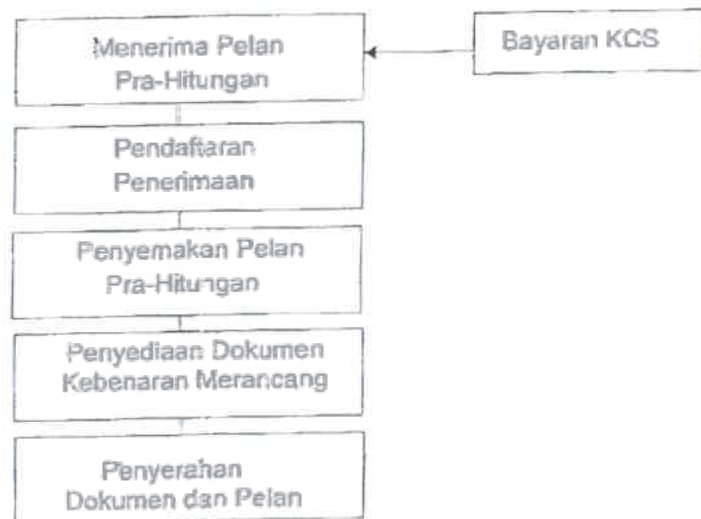 Menerima Pelan
Pra-Hitungan
Bayaran KCS
Pendaftaran
Penerimaan
Penyemakan Pelan
Pra-Hitungan
Penyediaan Dokumen
Kebenaran Merancang
Penyerahan
Dokumen dan Pelan